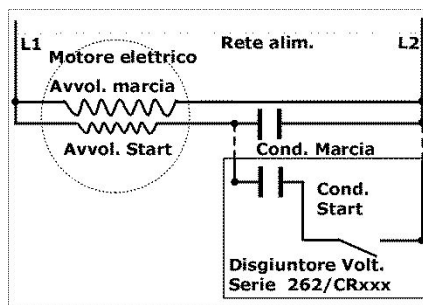 L1 Rete alim. L2
Motore elettrico
Avvol. marcia
Avvol. Start
Cond. Marcia
Cond.
Start
Disgiuntore Volt.
Serie 262/CRxxx